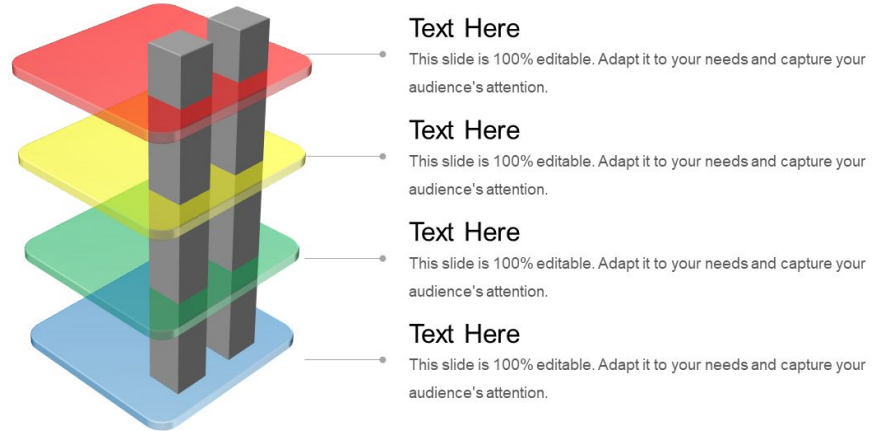 Text Here
This slide is 100% editable. Adapt it to your needs and capture your
audience's attention.
Text Here
This slide is 100% editable. Adapt it to your needs and capture your
audience's attention.
Text Here
This slide is 100% editable. Adapt it to your needs and capture your
audience's attention.
Text Here
This slide is 100% editable. Adapt it to your needs and capture your
audience's attention.